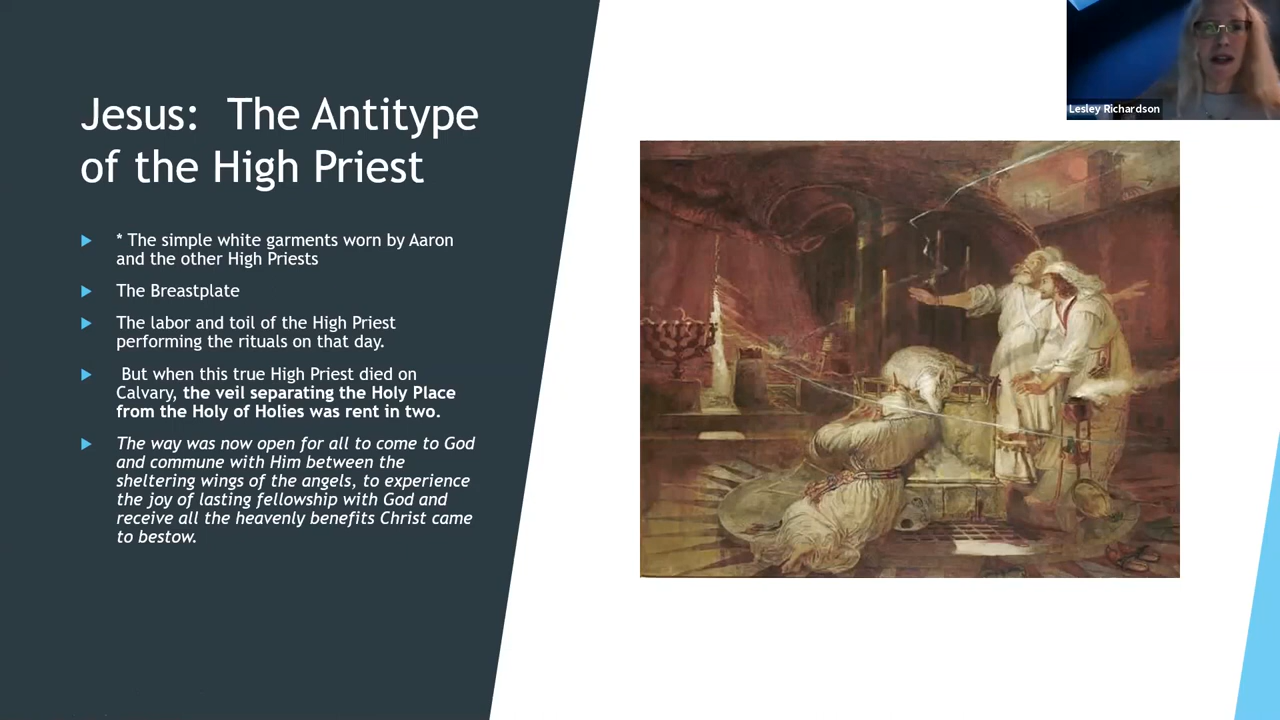 Jesus:  The Antitype
of the High Priest
* The simple white garments worn by Aaron
and the other High Priests
The Breastplate
The labor and toil of the High Priest
performing the rituals on that day.
But when this true High Priest died on
Calvary, the veil separating the Holy Place
from the Holy of Holies was rent in two.
The way was now open for all to come to God
and commune with Him between the
sheltering wings of the angels, to experience
the joy of lasting fellowship with God and
receive all the heavenly benefits Christ came
to bestow.
Lesley Richardson